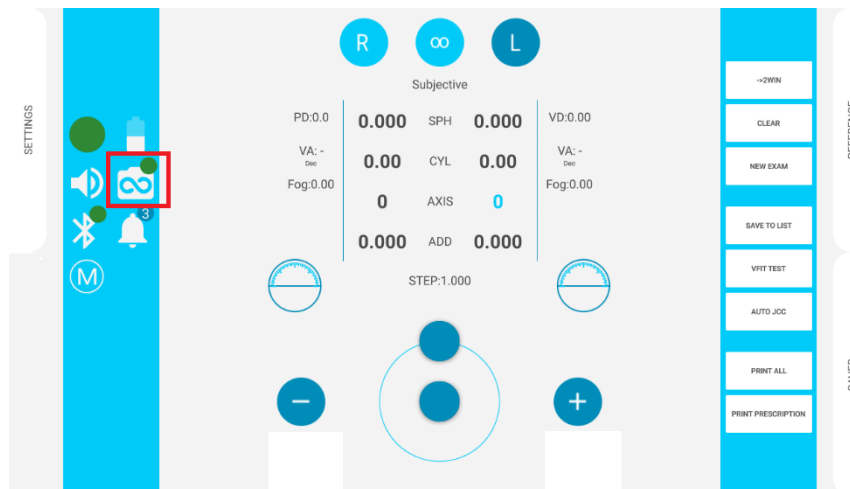 SETTINGS
3
M
R ∞ L
Subjective
PD:0.0 0.000 SPH 0.000 VD:0.00
VA: - 0.00 CYL 0.00 VA: -
Dec Dec
Fog:0.00 0 AXIS 0 Fog:0.00
0.000 ADD 0.000
STEP:1.000
− +
->2WIN
CLEAR
NEW EXAM
SAVE TO LIST
VFIT TEST
AUTO JCC
PRINT ALL
PRINT PRESCRIPTION